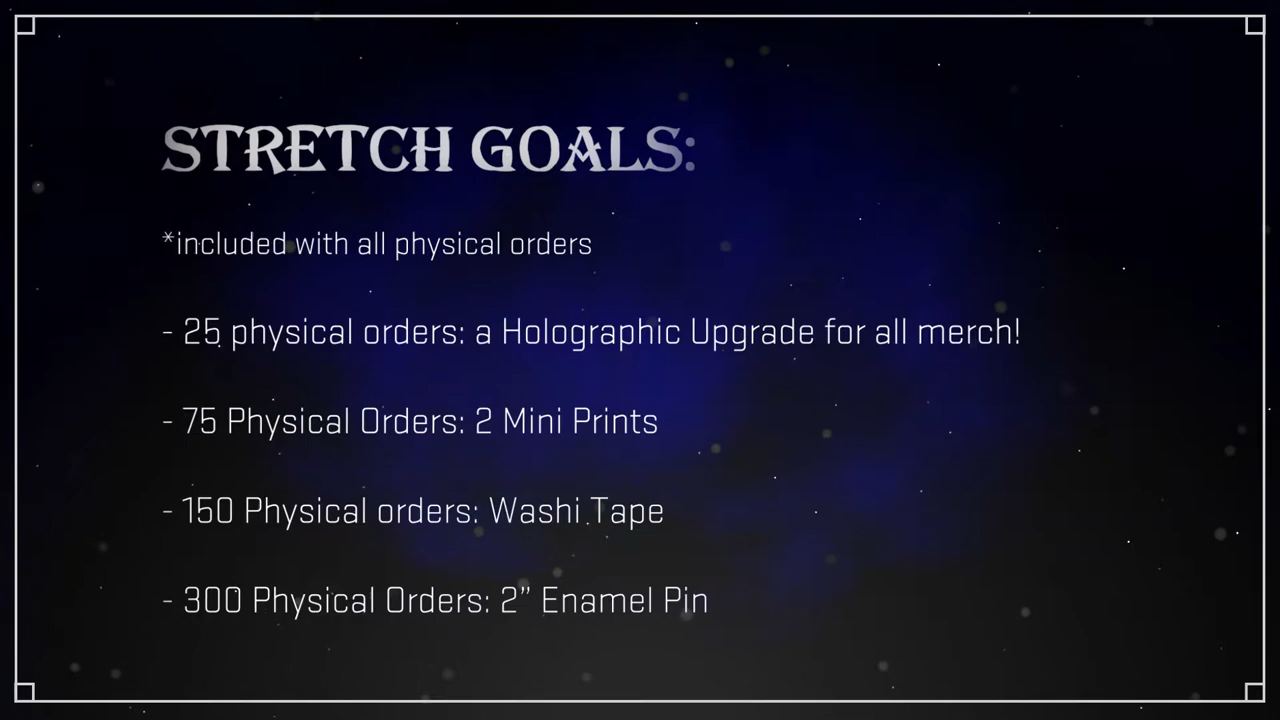 STRETCH GOALS:
*included with all physical orders
- 25 physical orders: a Holographic Upgrade for all merch!
- 75 Physical Orders: 2 Mini Prints
- 150 Physical orders: Washi Tape
- 300 Physical Orders: 2” Enamel Pin